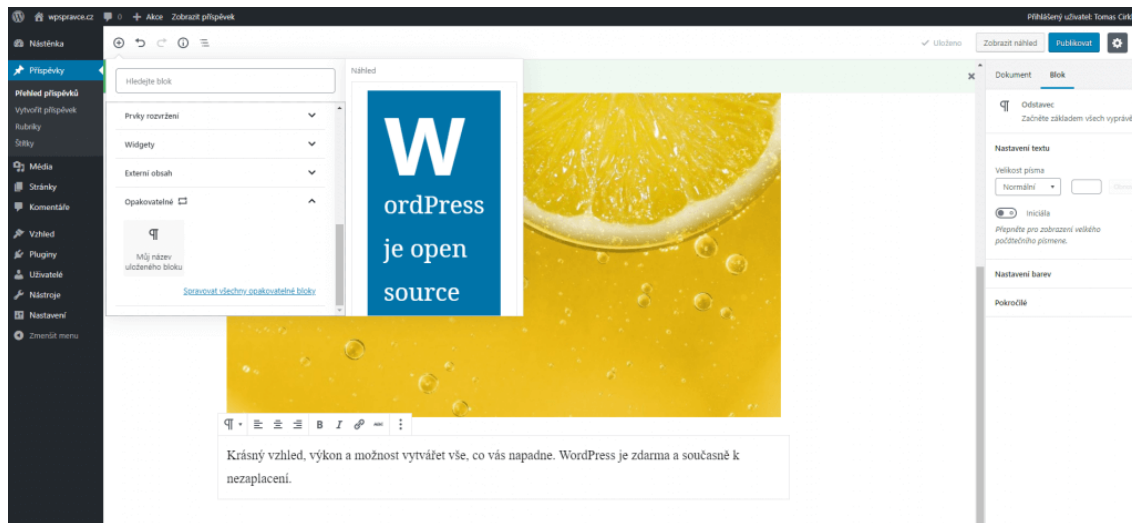 wpspravce.cz 0 + Akce Zobrazit příspěvek
Přihlášený uživatel: Tomas Cirkl
Nástěnka
Příspěvky
Přehled příspěvků
Vytvořit příspěvek
Rubriky
Štítky
Média
Stránky
Komentáře
Vzhled
Pluginy
Uživatelé
Nástroje
Nastavení
Zmenšit menu
Uloženo
Zobrazit náhled
Publikovat
Hledejte blok
Prvky rozvržení
Widgety
Externí obsah
Opakovatelné
Můj název
uloženého bloku
Spravovat všechny opakovatelné bloky
Náhled
W
ordPress
je open
source
Krásný vzhled, výkon a možnost vytvářet vše, co vás napadne. WordPress je zdarma a současně k
nezaplacení.
Dokument Blok
Odstavec
Začněte základem všech vyprávě
Nastavení textu
Velikost písma
Normální
Iniciála
Přepněte pro zobrazení velkého
počátečního písmene.
Nastavení barev
Pokročilé